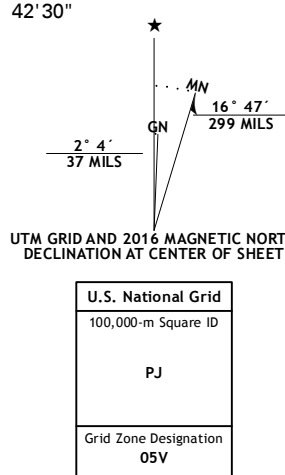 42'30"
★
MN
GN
16° 47´
299 MILS
2° 4´
37 MILS
UTM GRID AND 2016 MAGNETIC NORT
DECLINATION AT CENTER OF SHEET
U.S. National Grid
100,000-m Square ID
PJ
Grid Zone Designation
05V